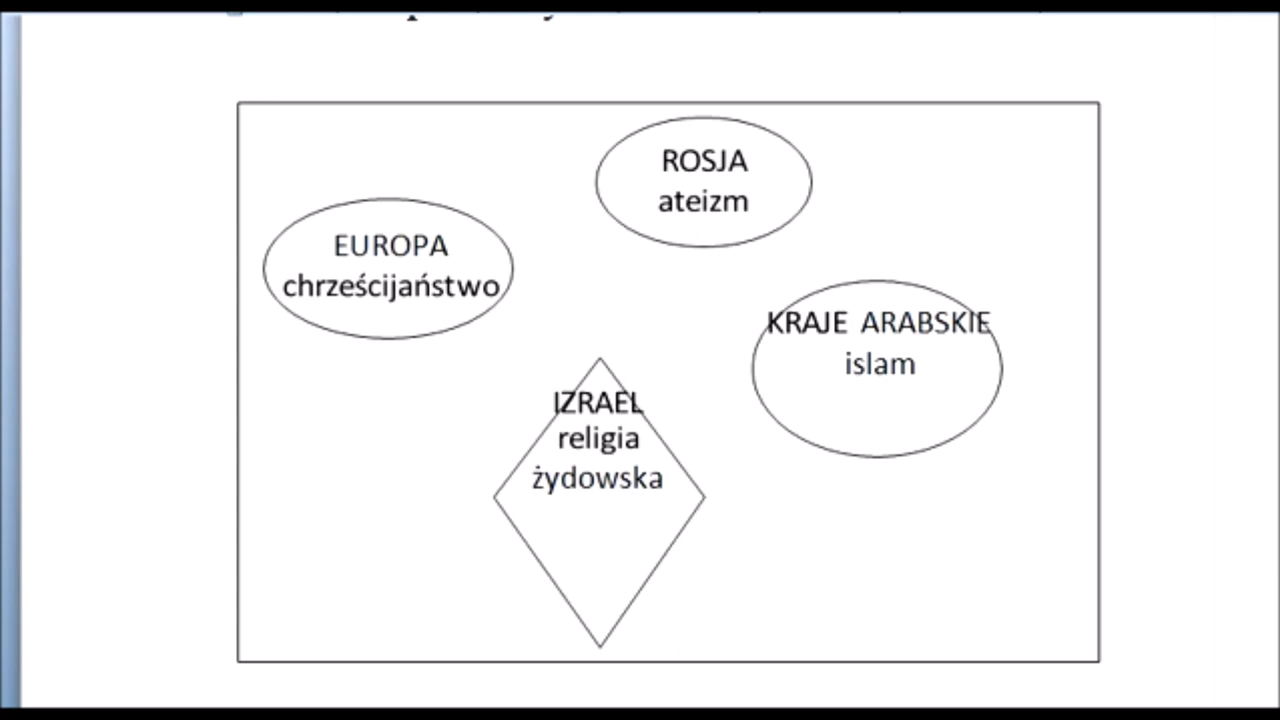 ROSJA
ateizm
EUROPA
chrześcijaństwo
KRAJE ARABSKIE
islam
IZRAEL
religia
żydowska